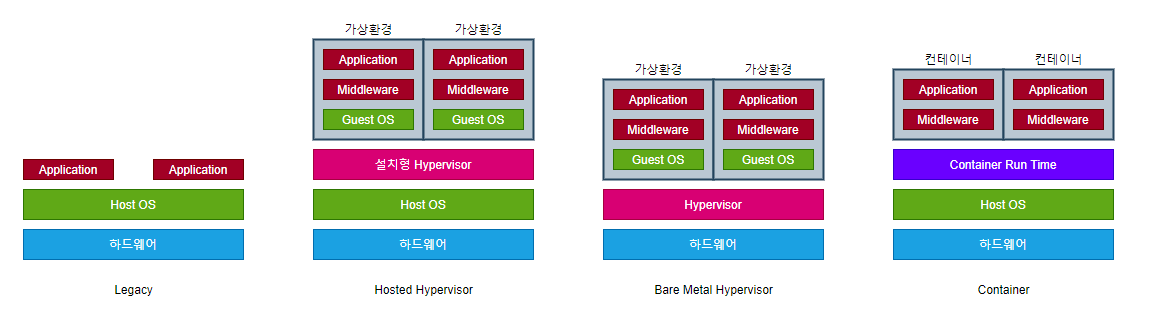 가상환경
가상환경
Application
Application
Middleware
Middleware
Guest OS
Guest OS
설치형 Hypervisor
Host OS
하드웨어
Hosted Hypervisor
Application
Application
Host OS
하드웨어
Legacy
가상환경
가상환경
Application
Application
Middleware
Middleware
Guest OS
Guest OS
Hypervisor
하드웨어
Bare Metal Hypervisor
컨테이너
컨테이너
Application
Application
Middleware
Middleware
Container Run Time
Host OS
하드웨어
Container